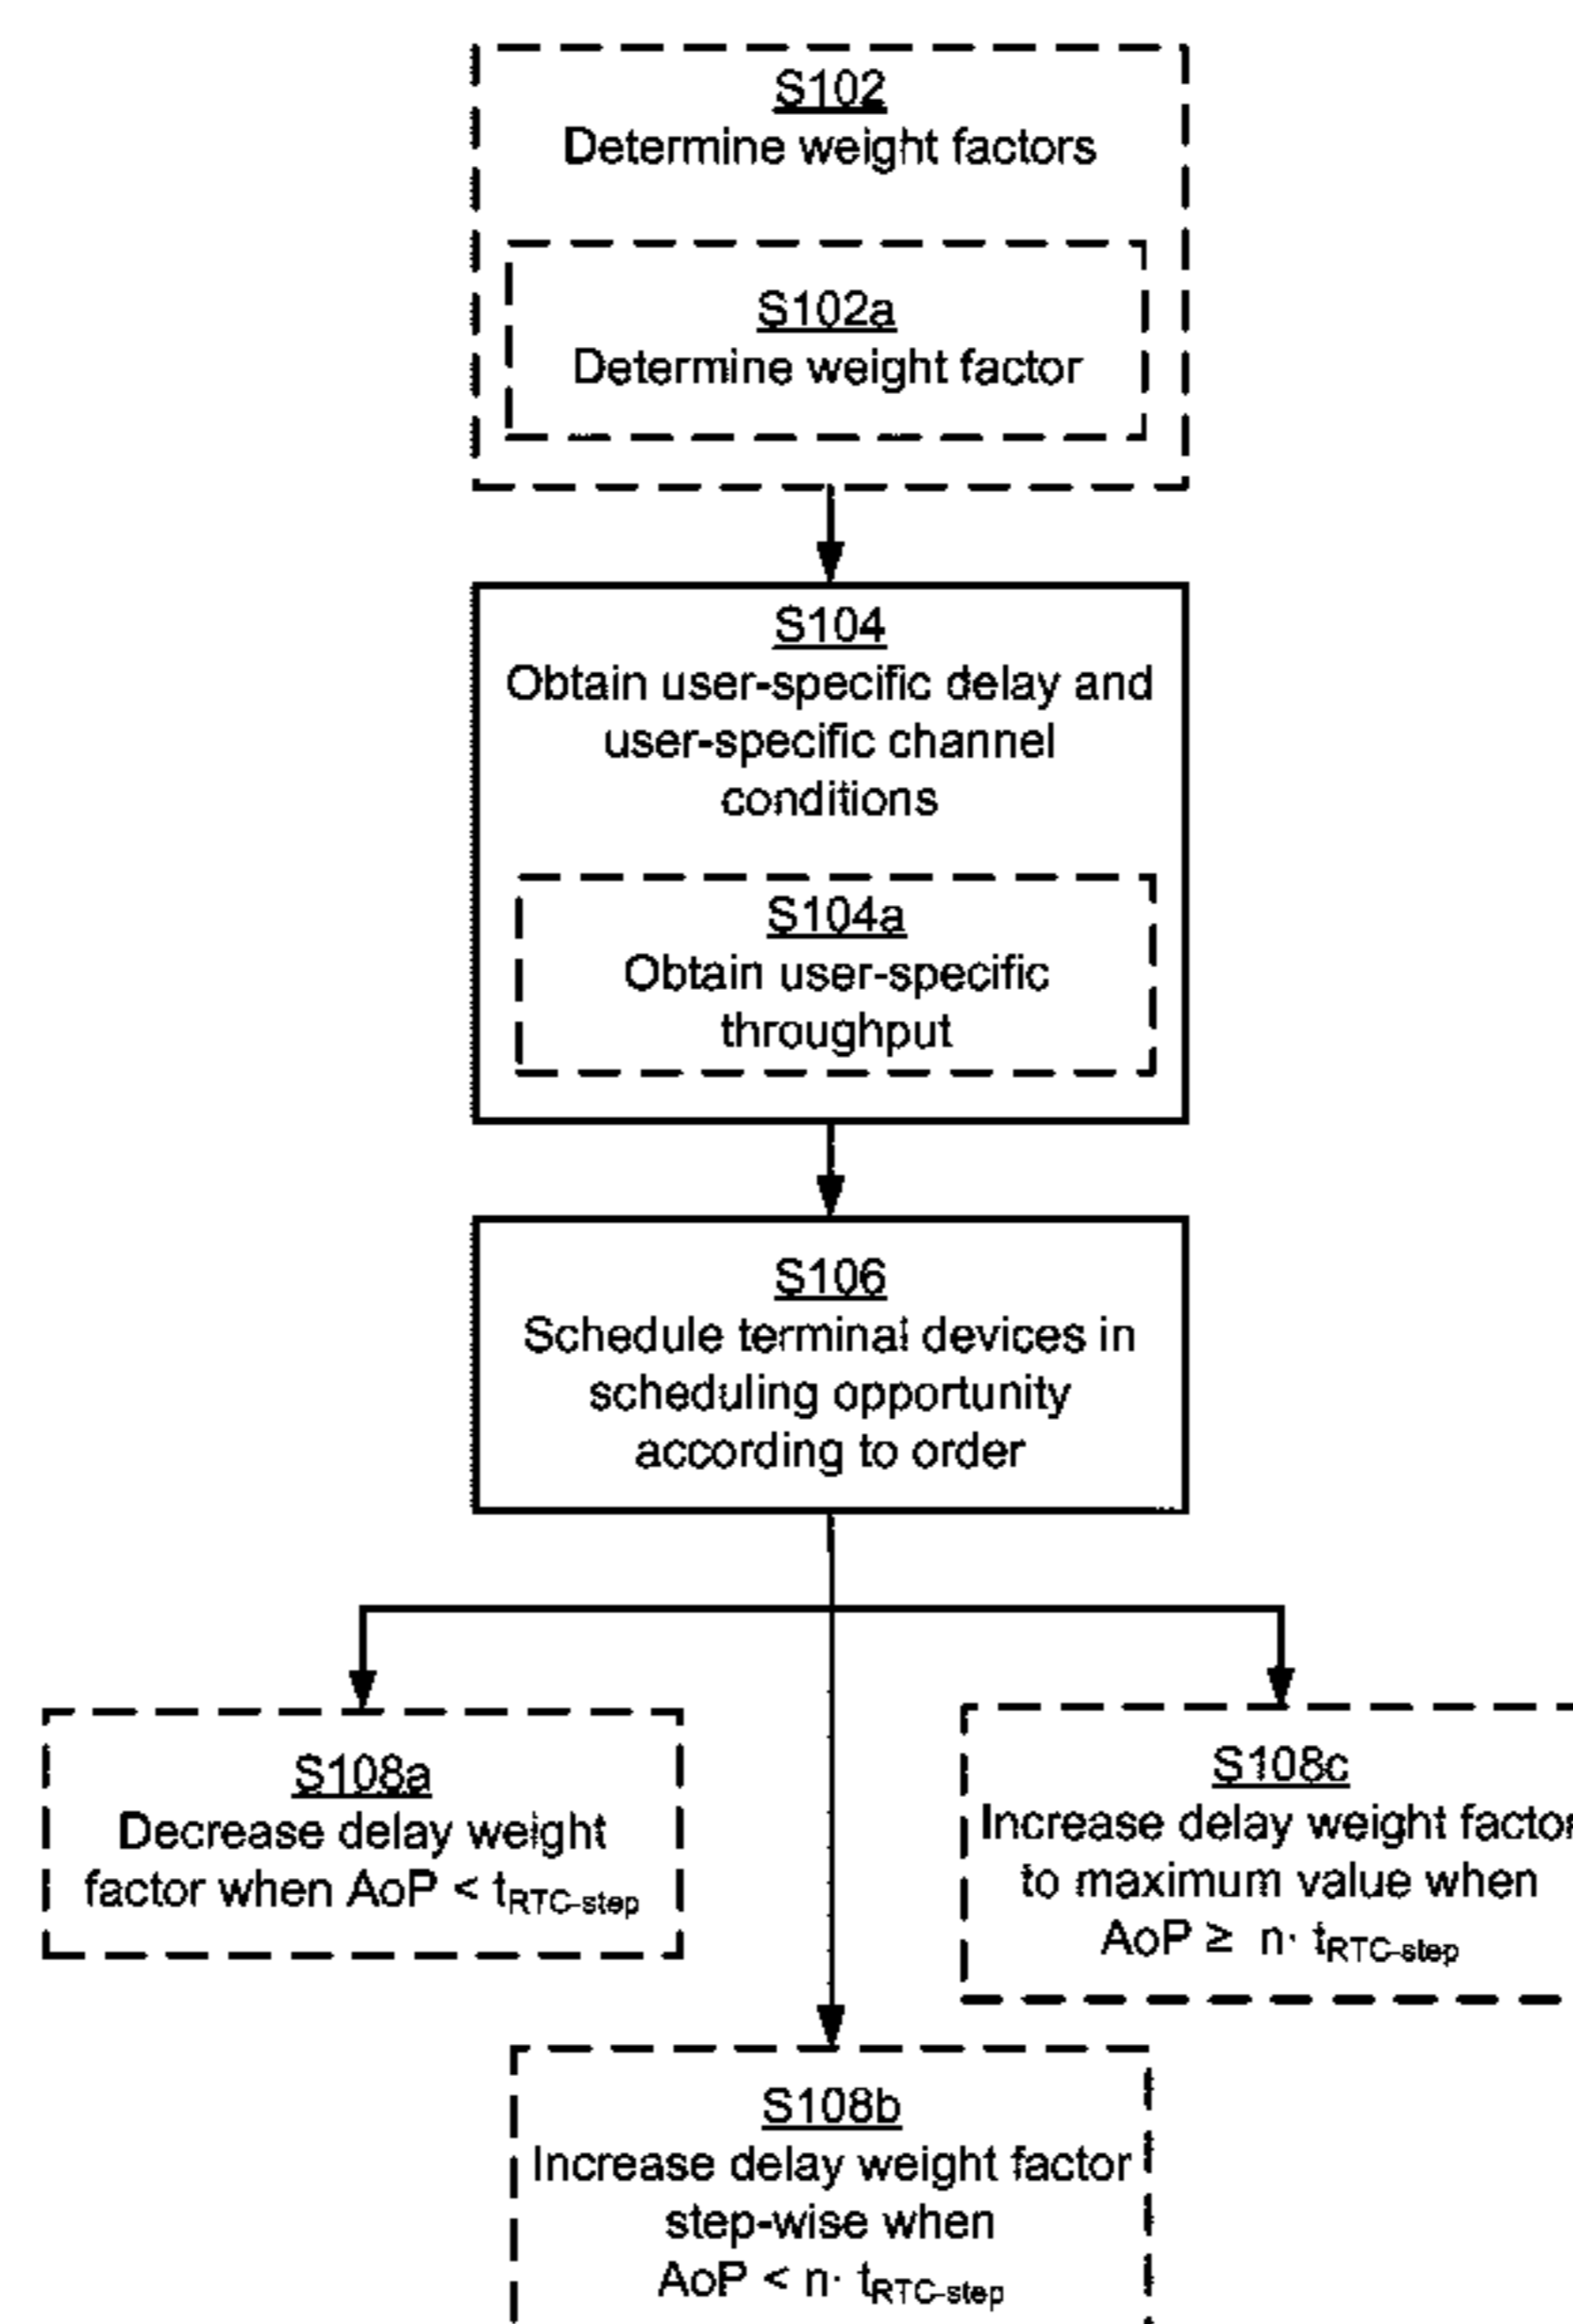 S102
Determine weight factors
S102a
Determine weight factor
S104
Obtain user-specific delay and
user-specific channel
conditions
S104a
Obtain user-specific
throughput
S106
Schedule terminal devices in
scheduling opportunity
according to order
S108a
Decrease delay weight
factor when AoP < tRTC-step
S108c
Increase delay weight factor
to maximum value when
AoP ≥ n· tRTC-step
S108b
Increase delay weight factor
step-wise when
AoP < n· tRTC-step